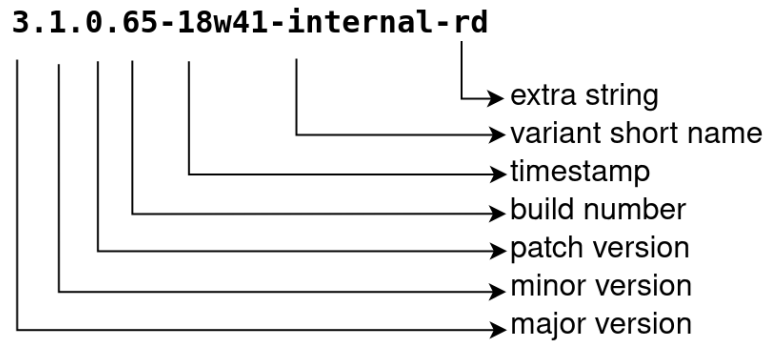 3.1.0.65-18w41-internal-rd
extra string
variant short name
timestamp
build number
patch version
minor version
major version